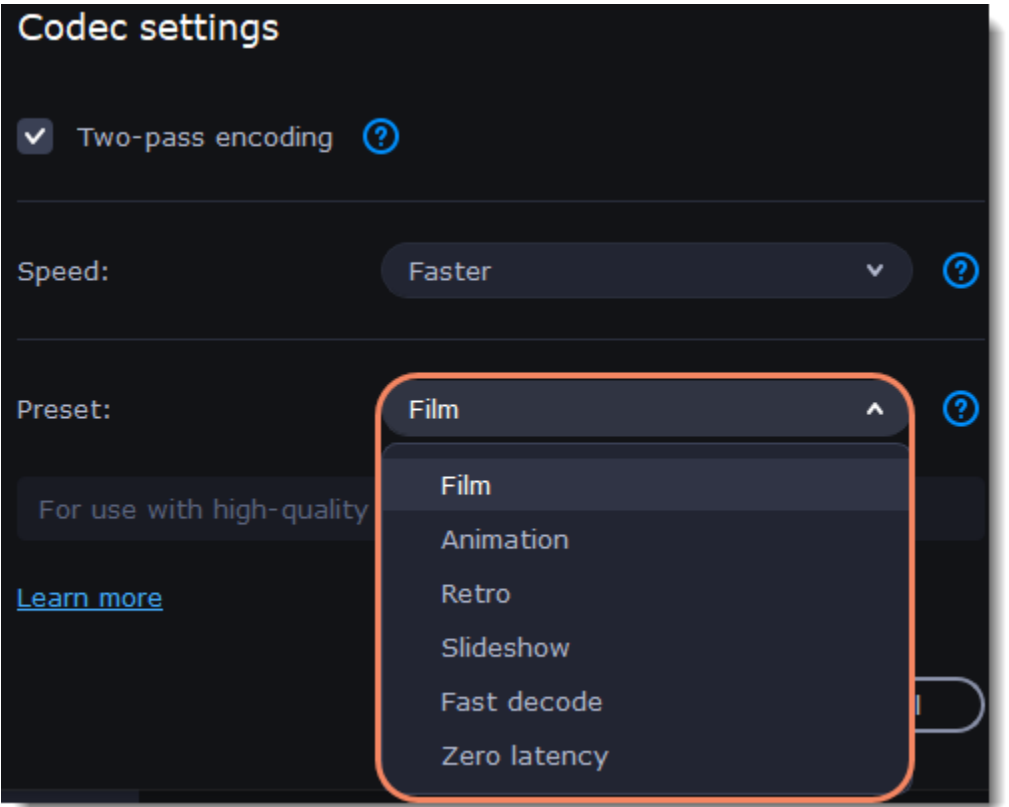 Codec settings
Two-pass encoding ?
Speed: Faster ?
Preset: Film ?
Film
For use with high-quality
Animation
Retro
Learn more
Slideshow
Fast decode
Zero latency